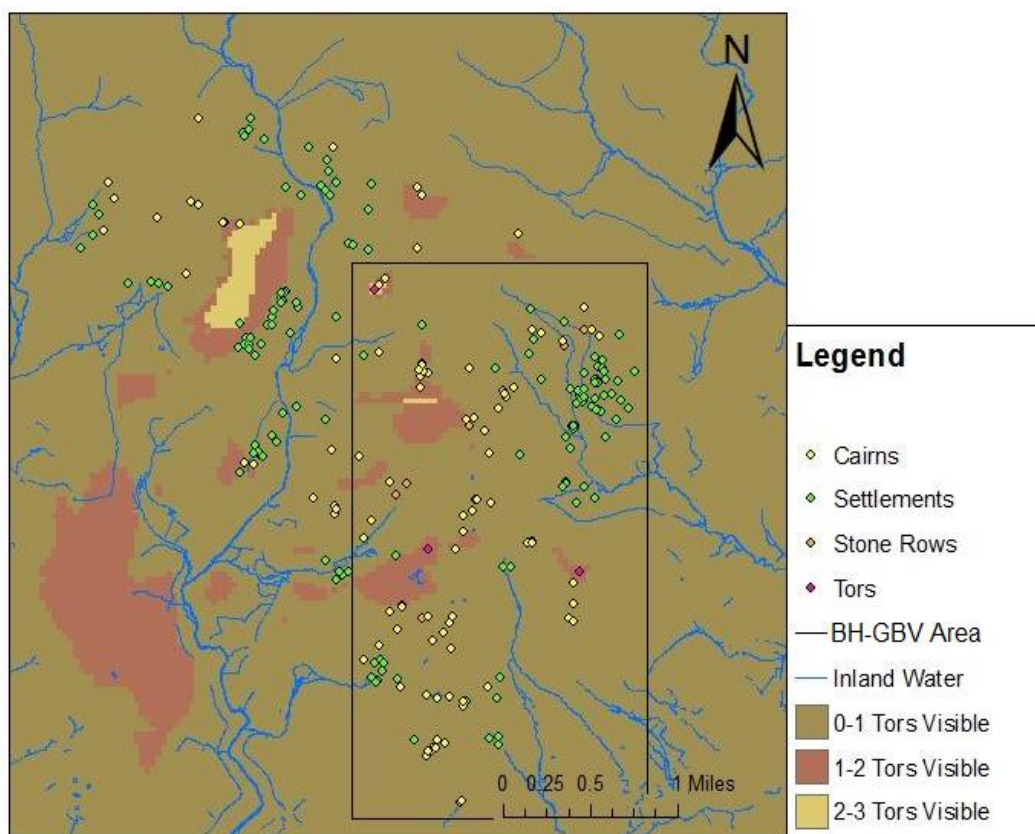 N
0 0.25 0.5 1 Miles
Legend
Cairns
Settlements
Stone Rows
Tors
BH-GBV Area
Inland Water
0-1 Tors Visible
1-2 Tors Visible
2-3 Tors Visible